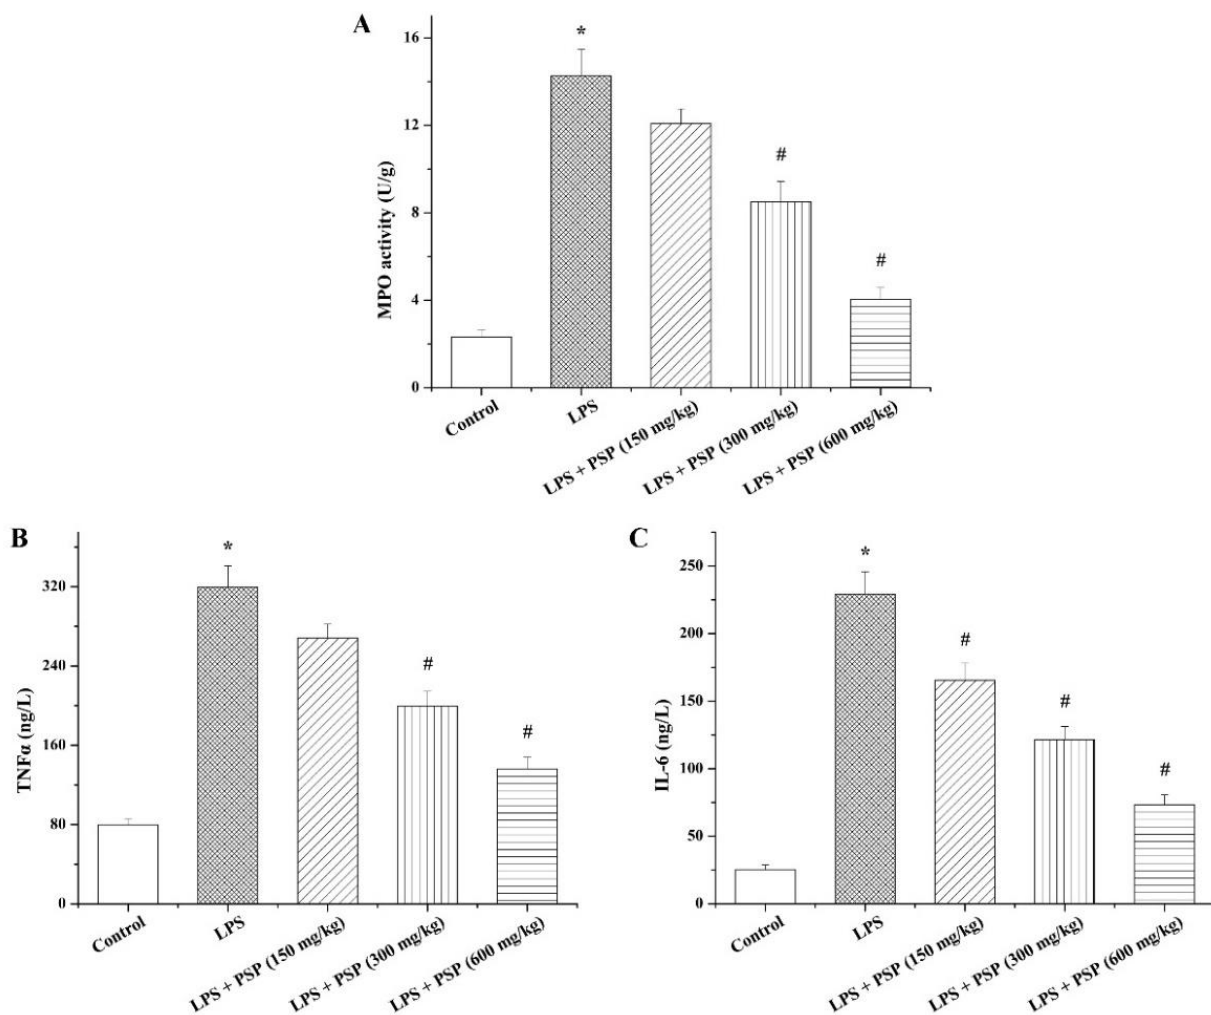 A
*
16
12
#
8
#
4
0
MPO activity (U/g)
Control
LPS
LPS + PSP (150 mg/kg)
LPS + PSP (300 mg/kg)
LPS + PSP (600 mg/kg)
B
*
320
240
#
#
160
80
0
TNFα (ng/L)
Control
LPS
LPS + PSP (150 mg/kg)
LPS + PSP (300 mg/kg)
LPS + PSP (600 mg/kg)
C
*
250
200
#
150
#
100
#
50
0
IL-6 (ng/L)
Control
LPS
LPS + PSP (150 mg/kg)
LPS + PSP (300 mg/kg)
LPS + PSP (600 mg/kg)